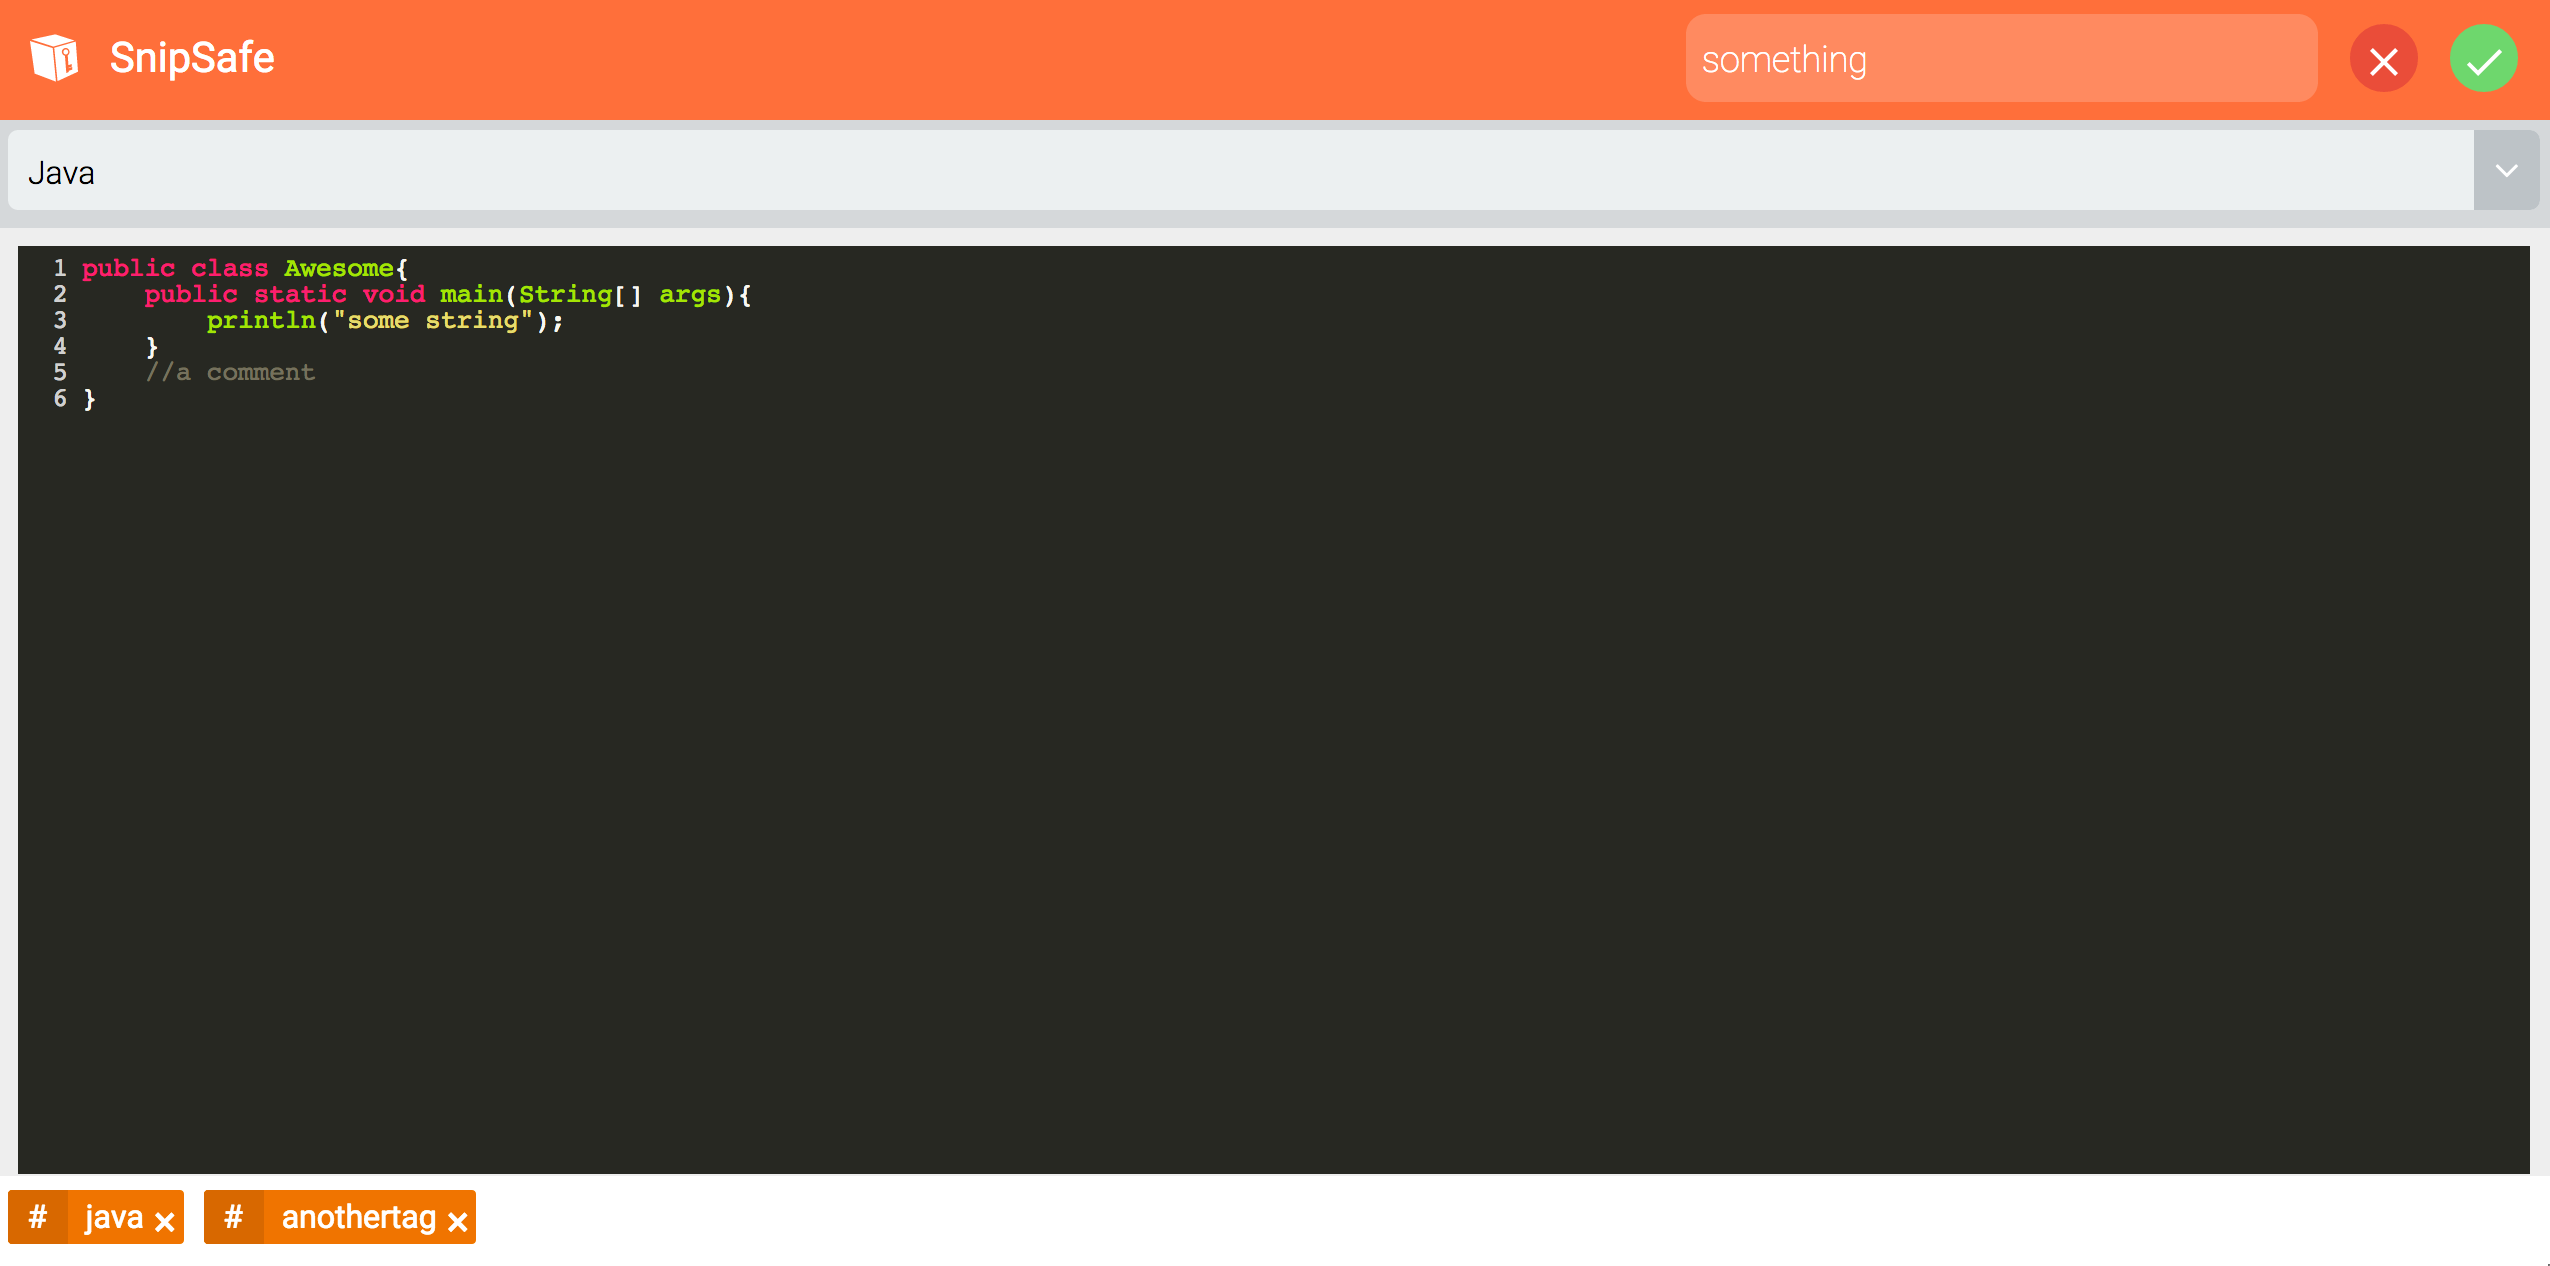 SnipSafe
something
Java
1 public class Awesome{
2     public static void main(String[] args){
3         println("some string");
4     }
5     //a comment
6 }
# java × # anothertag ×